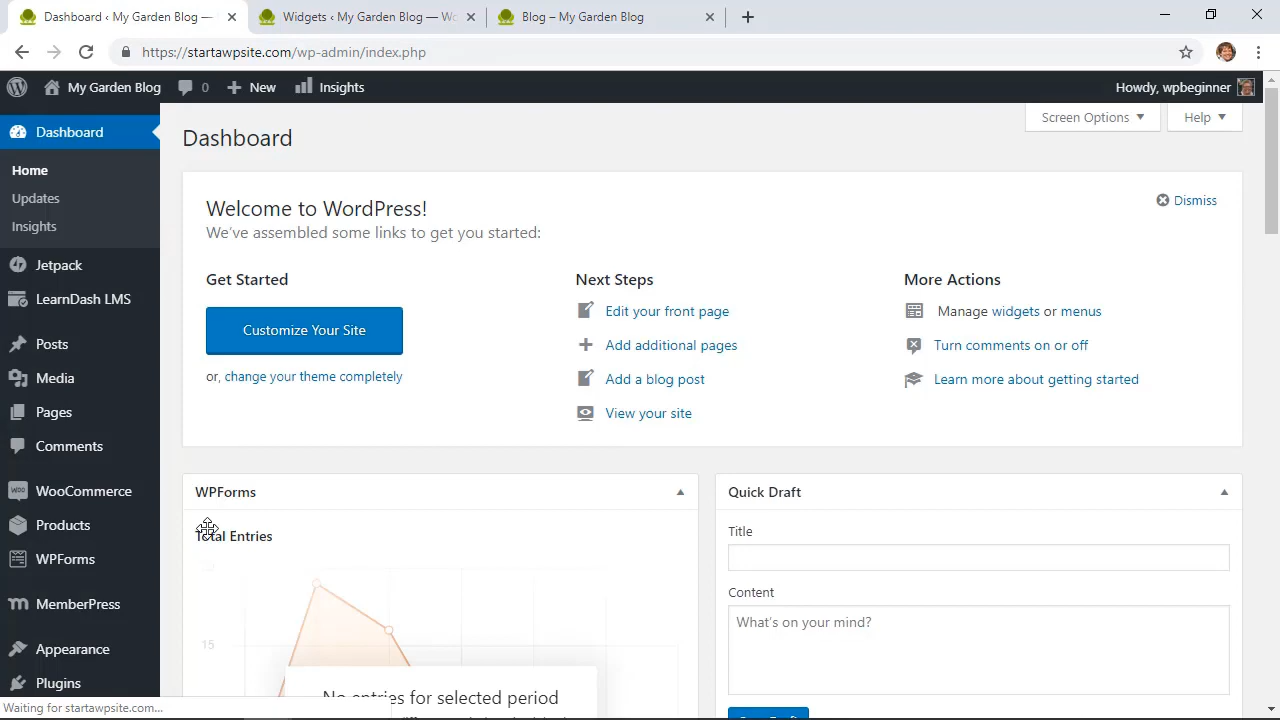 Dashboard ‹ My Garden Blog —
Widgets ‹ My Garden Blog — Wo
Blog – My Garden Blog
https://startawpsite.com/wp-admin/index.php
My Garden Blog
0
New
Insights
Howdy, wpbeginner
Dashboard
Home
Updates
Insights
Jetpack
LearnDash LMS
Posts
Media
Pages
Comments
WooCommerce
Products
WPForms
MemberPress
Appearance
Plugins
Waiting for startawpsite.com...
Screen Options
Help
Dashboard
Welcome to WordPress!
We've assembled some links to get you started:
Dismiss
Get Started
Customize Your Site
or, change your theme completely
Next Steps
Edit your front page
Add additional pages
Add a blog post
View your site
More Actions
Manage widgets or menus
Turn comments on or off
Learn more about getting started
WPForms
Total Entries
15
No entries for selected period
Quick Draft
Title
Content
What's on your mind?